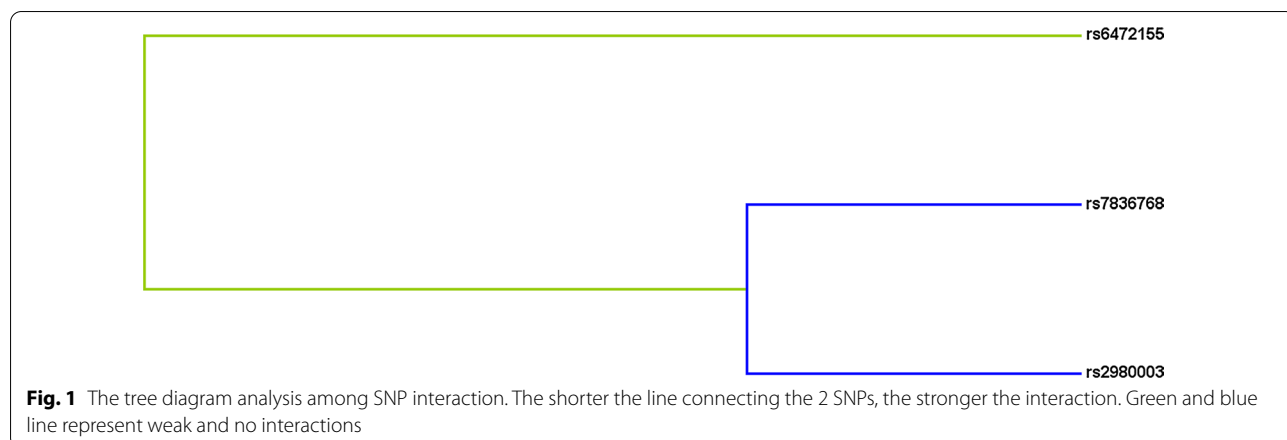 rs6472155
rs7836768
rs2980003
Fig. 1 The tree diagram analysis among SNP interaction. The shorter the line connecting the 2 SNPs, the stronger the interaction. Green and blue
line represent weak and no interactions